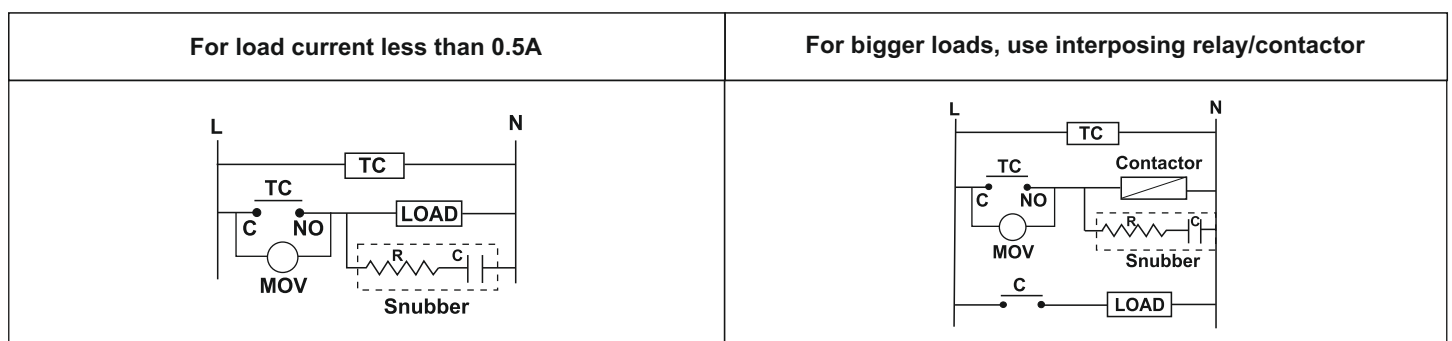 For load current less than 0.5A
For bigger loads, use interposing relay/contactor
L N
TC
TC
LOAD
C NO
MOV
R C
Snubber
L N
TC
TC Contactor
C NO
MOV
R C
Snubber
C
LOAD